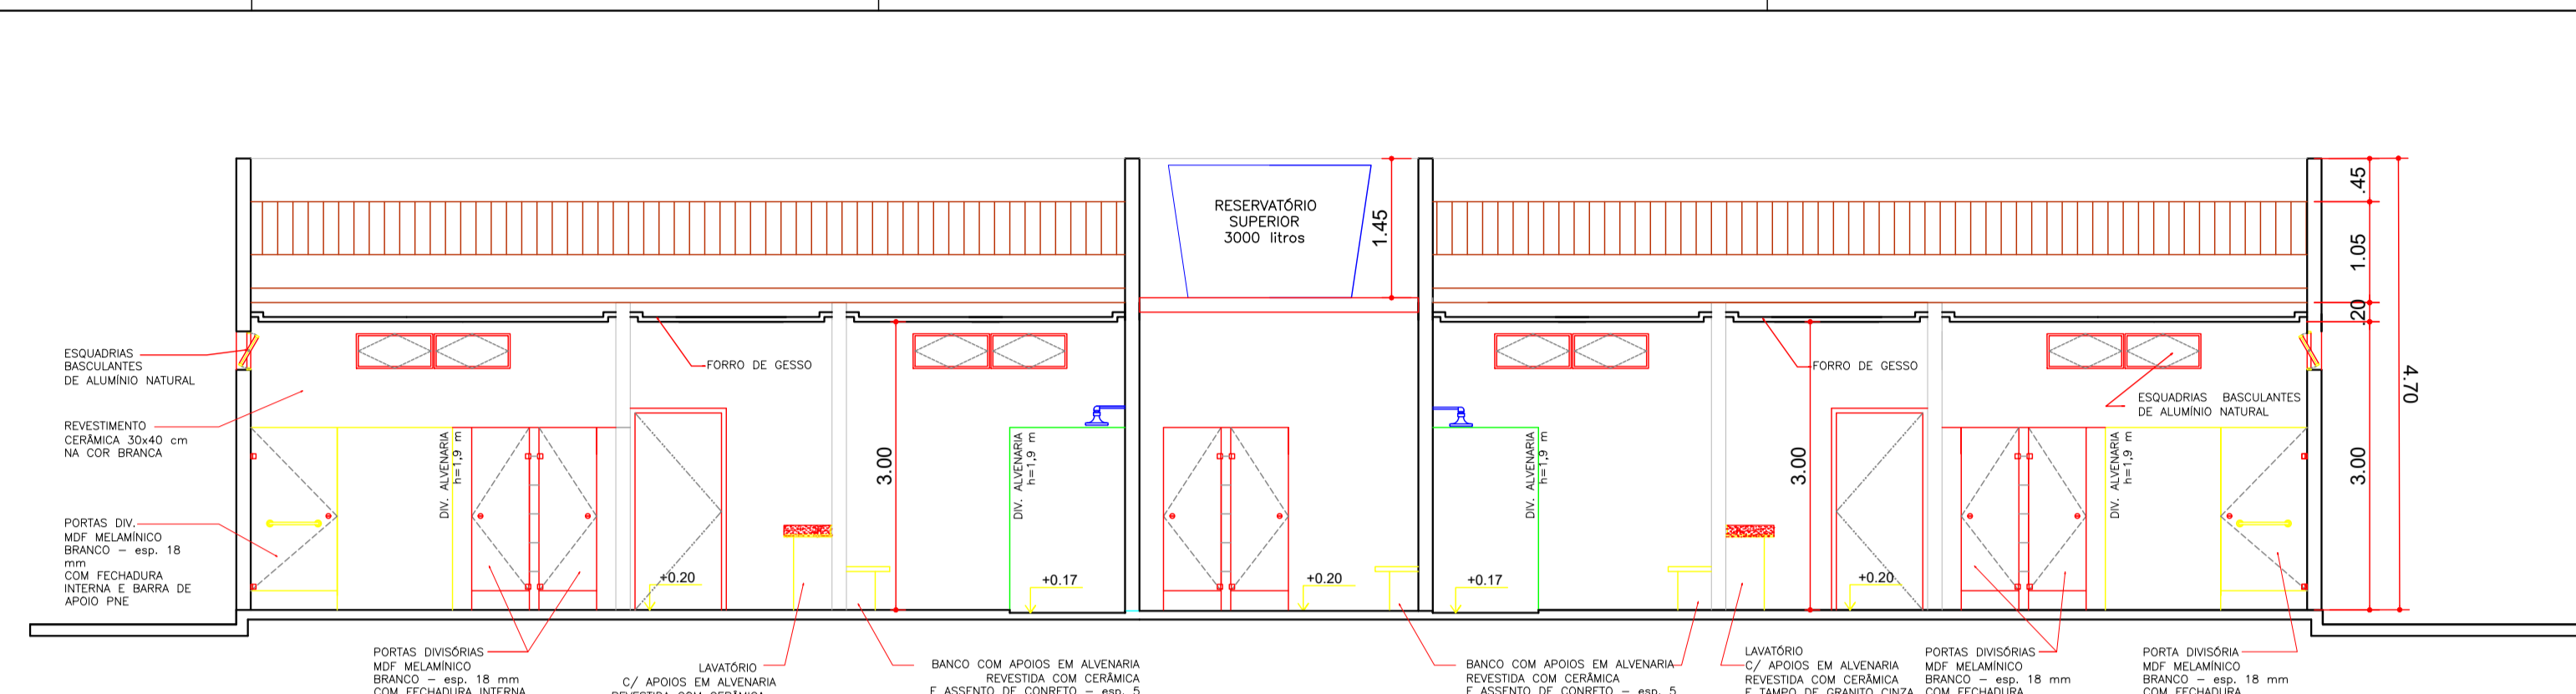 RESERVATÓRIO
SUPERIOR
3000 litros
1.45
.45
1.05
.20
3.00
4.70
ESQUADRIAS
BASCULANTES
DE ALUMÍNIO NATURAL
REVESTIMENTO
CERÂMICA 30x40 cm
NA COR BRANCA
PORTAS DIV.
MDF MELAMÍNICO
BRANCO – esp. 18
mm
COM FECHADURA
INTERNA E BARRA DE
APOIO PNE
DIV. ALVENARIA
h=1,9 m
FORRO DE GESSO
+0.20
3.00
DIV. ALVENARIA
h=1,9 m
+0.17
+0.20
+0.17
DIV. ALVENARIA
h=1,9 m
FORRO DE GESSO
3.00
+0.20
ESQUADRIAS BASCULANTES
DE ALUMÍNIO NATURAL
DIV. ALVENARIA
h=1,9 m
PORTAS DIVISÓRIAS
MDF MELAMÍNICO
BRANCO – esp. 18 mm
COM FECHADURA INTERNA
LAVATÓRIO
C/ APOIOS EM ALVENARIA
REVESTIDA COM CERÂMICA
BANCO COM APOIOS EM ALVENARIA
REVESTIDA COM CERÂMICA
E ASSENTO DE CONRETO – esp. 5
BANCO COM APOIOS EM ALVENARIA
REVESTIDA COM CERÂMICA
E ASSENTO DE CONRETO – esp. 5
LAVATÓRIO
C/ APOIOS EM ALVENARIA
REVESTIDA COM CERÂMICA
E TAMPO DE GRANITO CINZA
PORTAS DIVISÓRIAS
MDF MELAMÍNICO
BRANCO – esp. 18 mm
COM FECHADURA
PORTA DIVISÓRIA
MDF MELAMÍNICO
BRANCO – esp. 18 mm
COM FECHADURA